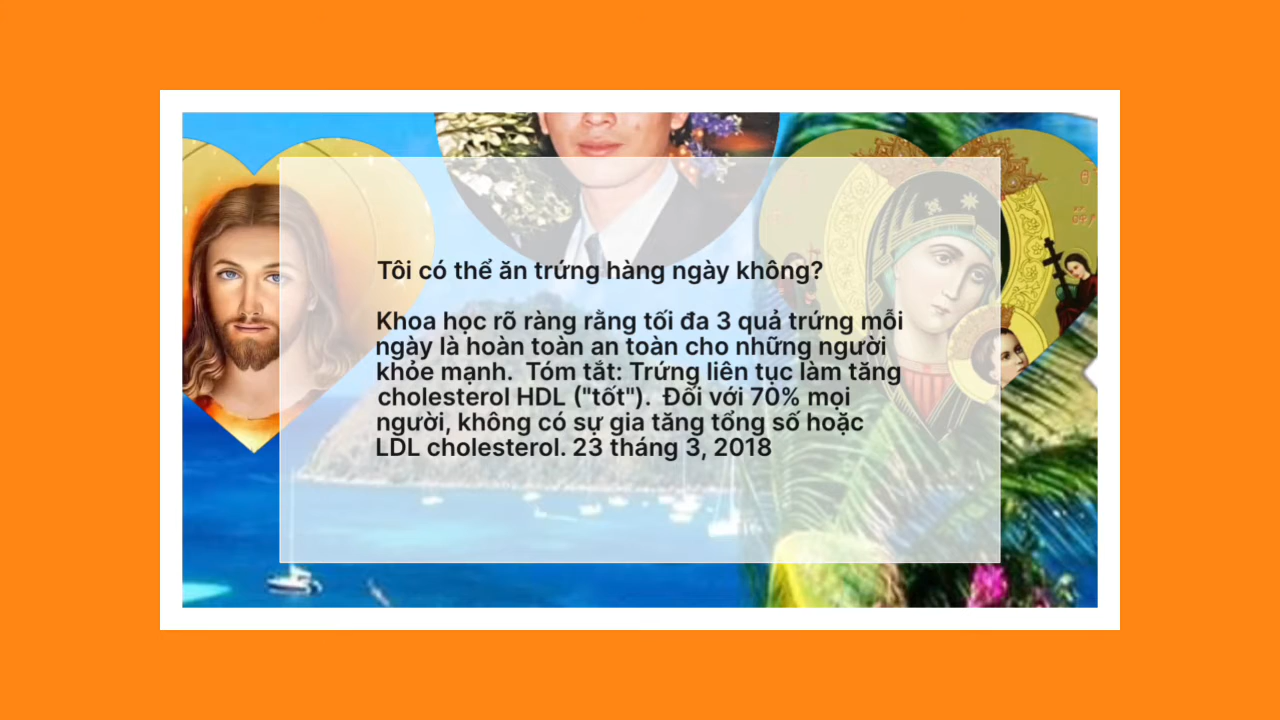 Tôi có thể ăn trứng hàng ngày không?
Khoa học rõ ràng rằng tối đa 3 quả trứng mỗi
ngày là hoàn toàn an toàn cho những người
khỏe mạnh.  Tóm tắt: Trứng liên tục làm tăng
cholesterol HDL ("tốt").  Đối với 70% mọi
người, không có sự gia tăng tổng số hoặc
LDL cholesterol. 23 tháng 3, 2018